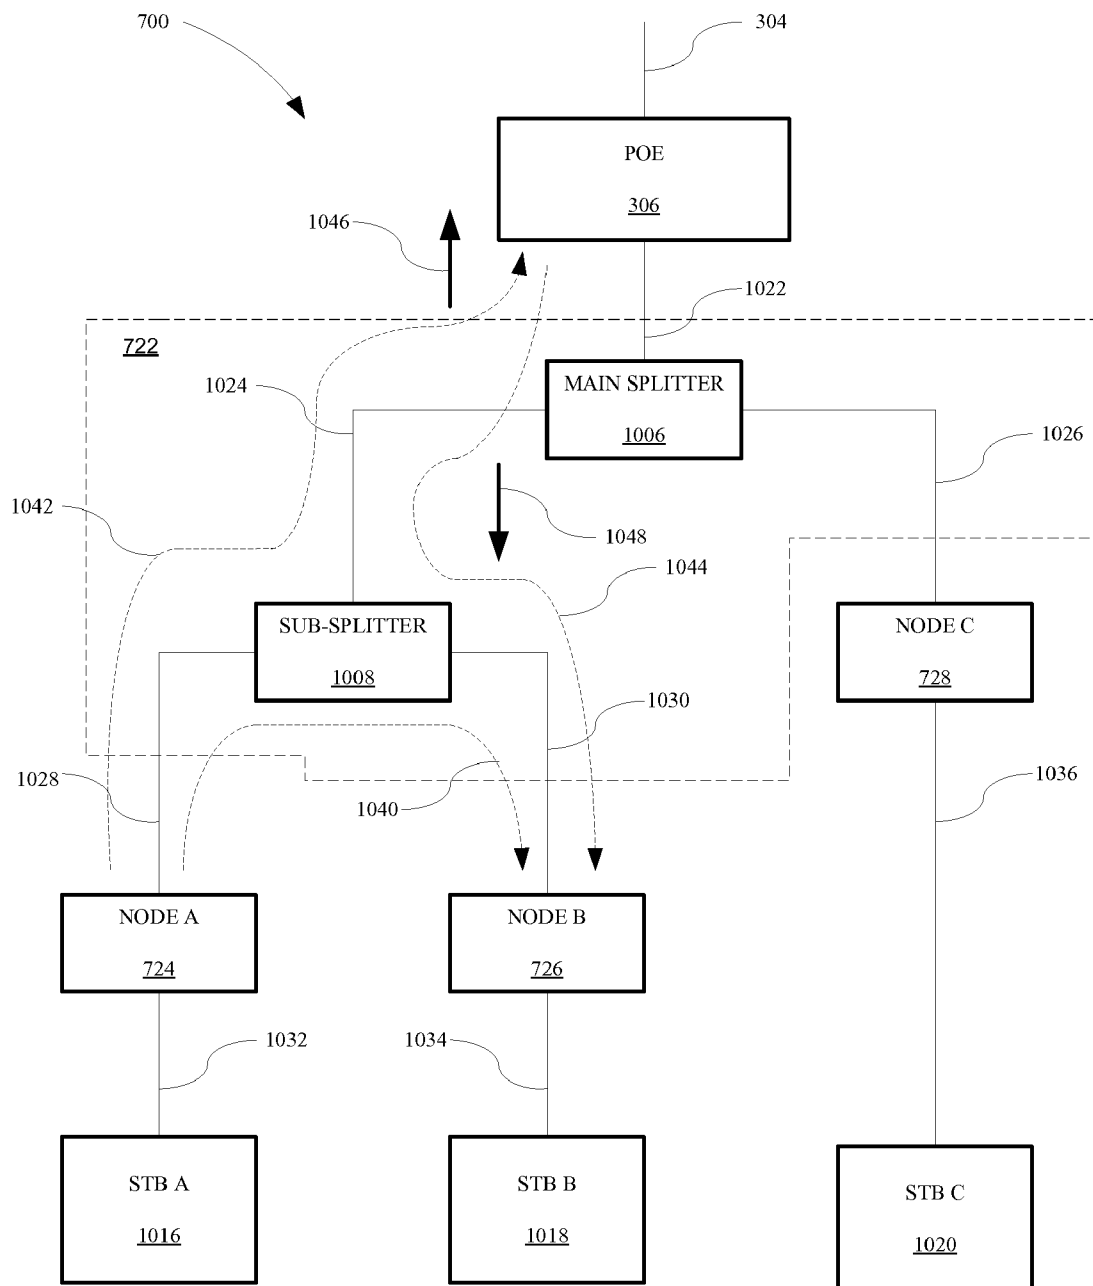 700
304
POE
306
1046
1022
722
MAIN SPLITTER
1024
1006
1026
1042
1048
1044
SUB-SPLITTER
NODE C
1008
728
1030
1028
1036
1040
NODE A
NODE B
724
726
1032
1034
STB A
STB B
STB C
1016
1018
1020